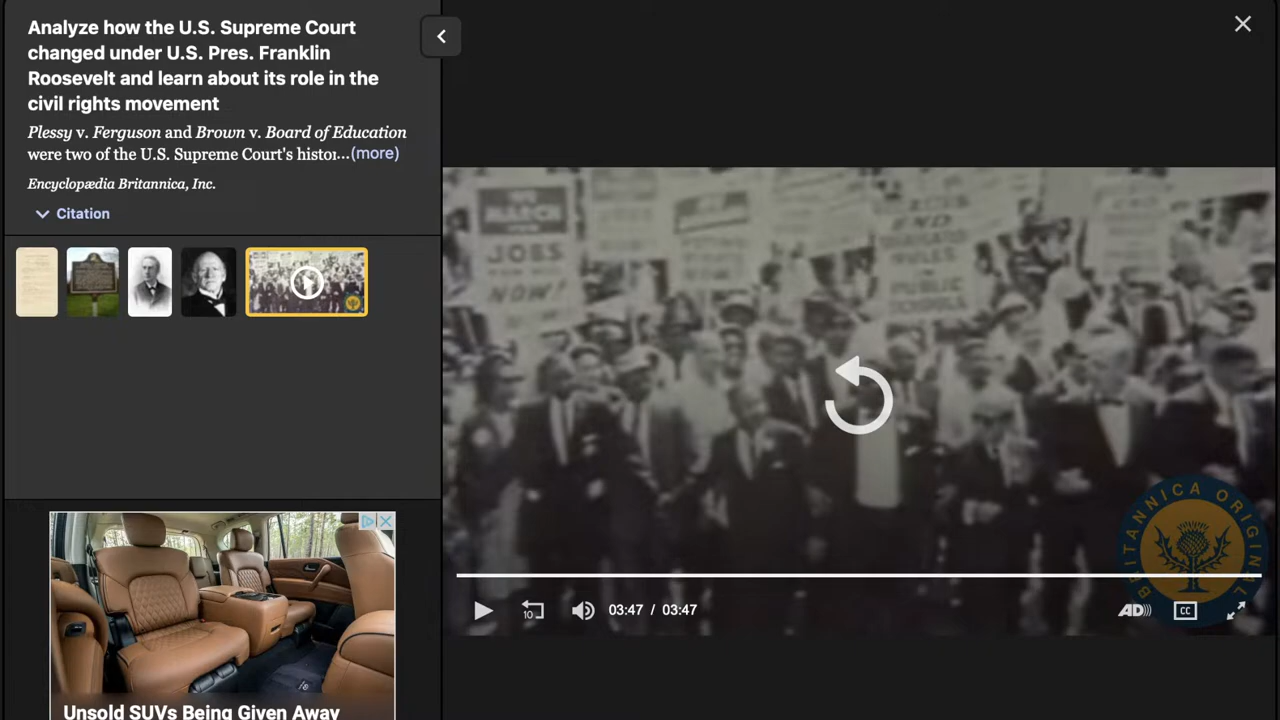 Analyze how the U.S. Supreme Court
changed under U.S. Pres. Franklin
Roosevelt and learn about its role in the
civil rights movement
Plessy v. Ferguson and Brown v. Board of Education
were two of the U.S. Supreme Court's histor...(more)
Encyclopædia Britannica, Inc.
Citation
MARCH
JOBS
NOW!
END
RULES
IN
PUBLIC
SCHOOLS
BRITANNICA ORIGINAL
10
03:47 / 03:47
AD
CC
Unsold SUVs Being Given Away